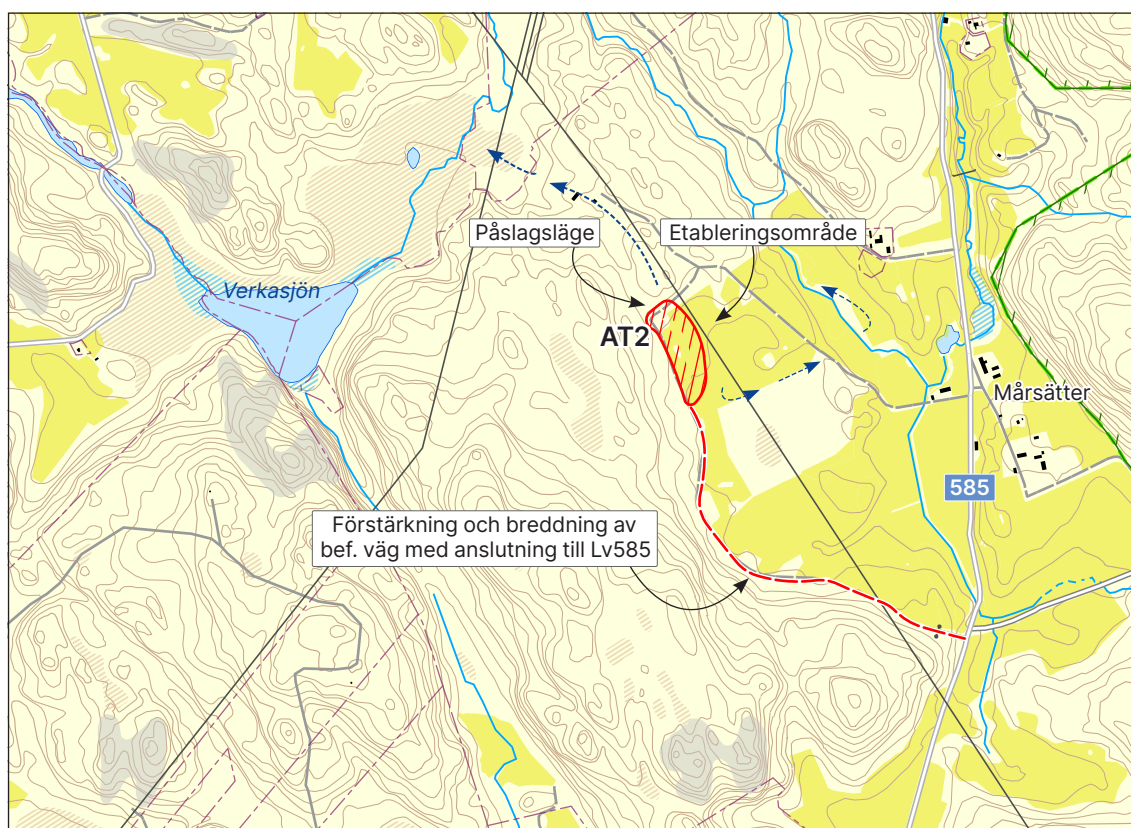 Påslagsläge
Etableringsområde
Verkasjön
AT2
Mårsätter
585
Förstärkning och breddning av
bef. väg med anslutning till Lv585